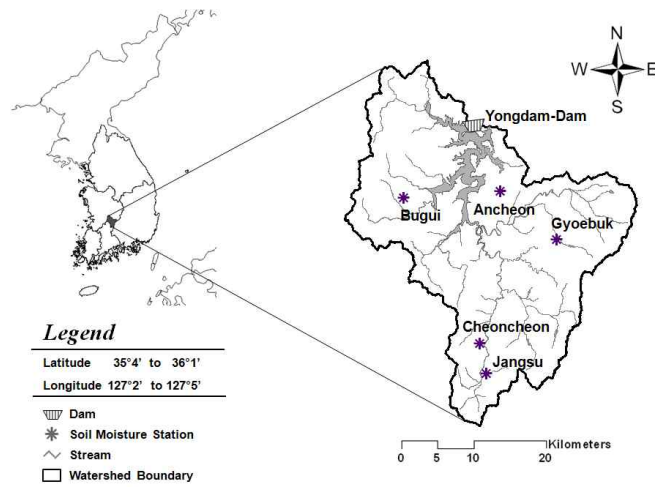 N
W E
S
Yongdam-Dam
Bugui
Ancheon
Gyoebuk
Cheoncheon
Jangsu
Legend
Latitude 35°4' to 36°1'
Longitude 127°2' to 127°5'
Dam
Soil Moisture Station
Stream
Watershed Boundary
Kilometers
0 5 10 20